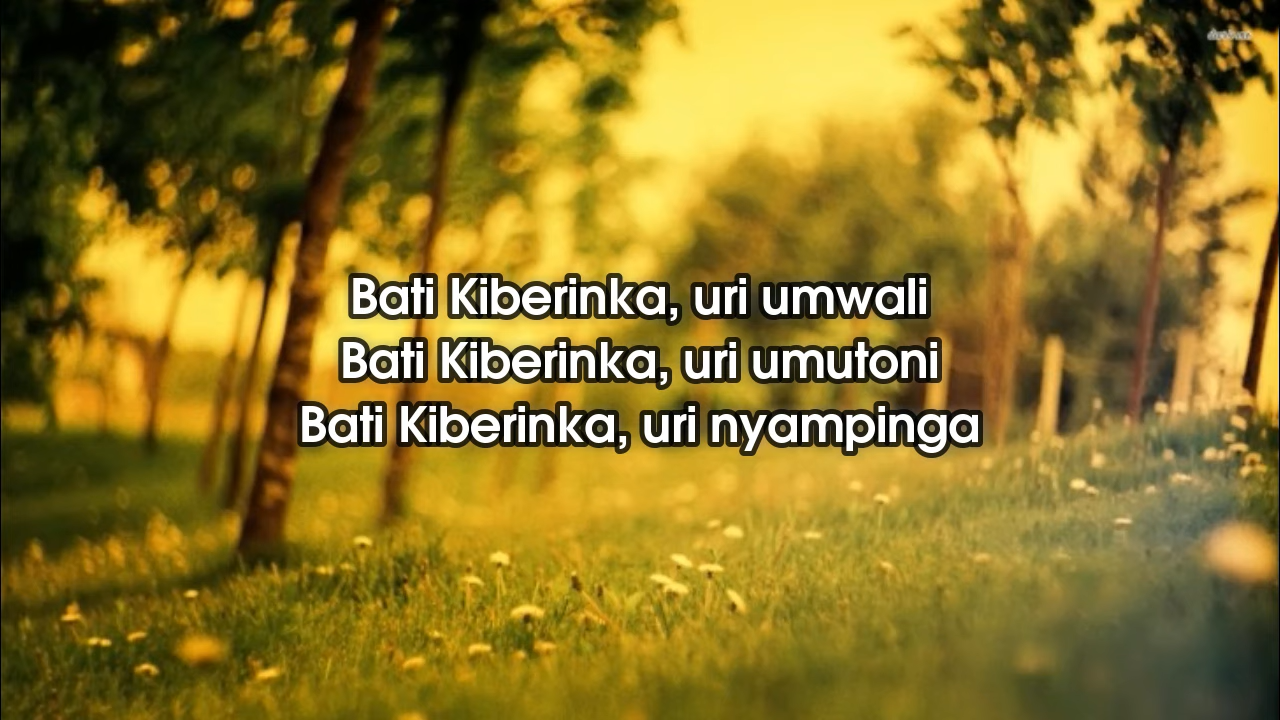 Bati Kiberinka, uri umwali
Bati Kiberinka, uri umutoni
Bati Kiberinka, uri nyampinga